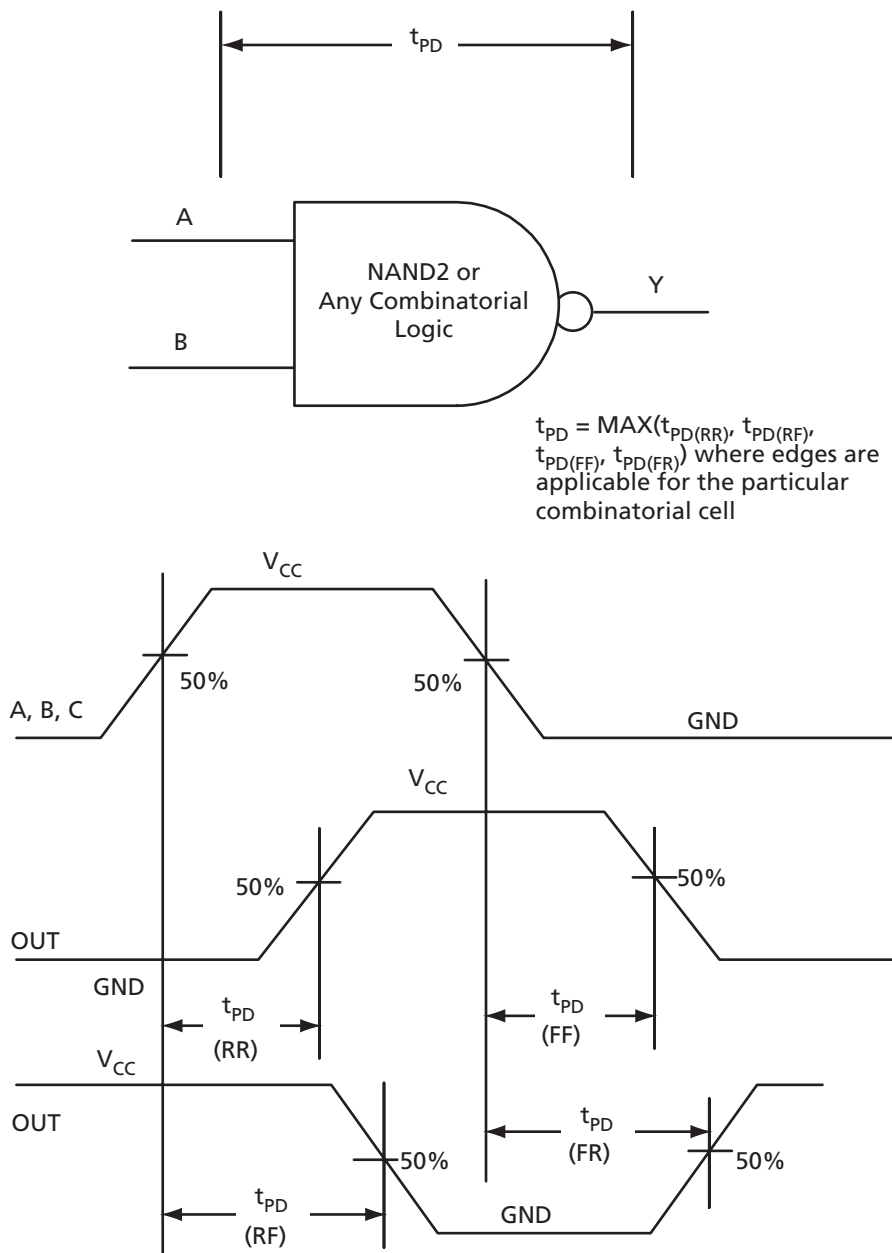 tPD
A
NAND2 or
Any Combinatorial
Logic
Y
B
tPD = MAX(tPD(RR), tPD(RF),
tPD(FF), tPD(FR)) where edges are
applicable for the particular
combinatorial cell
VCC
50%
50%
A, B, C
GND
VCC
50%
50%
OUT
GND
tPD
(RR)
tPD
(FF)
VCC
OUT
tPD
(FR)
50%
50%
tPD
(RF)
GND